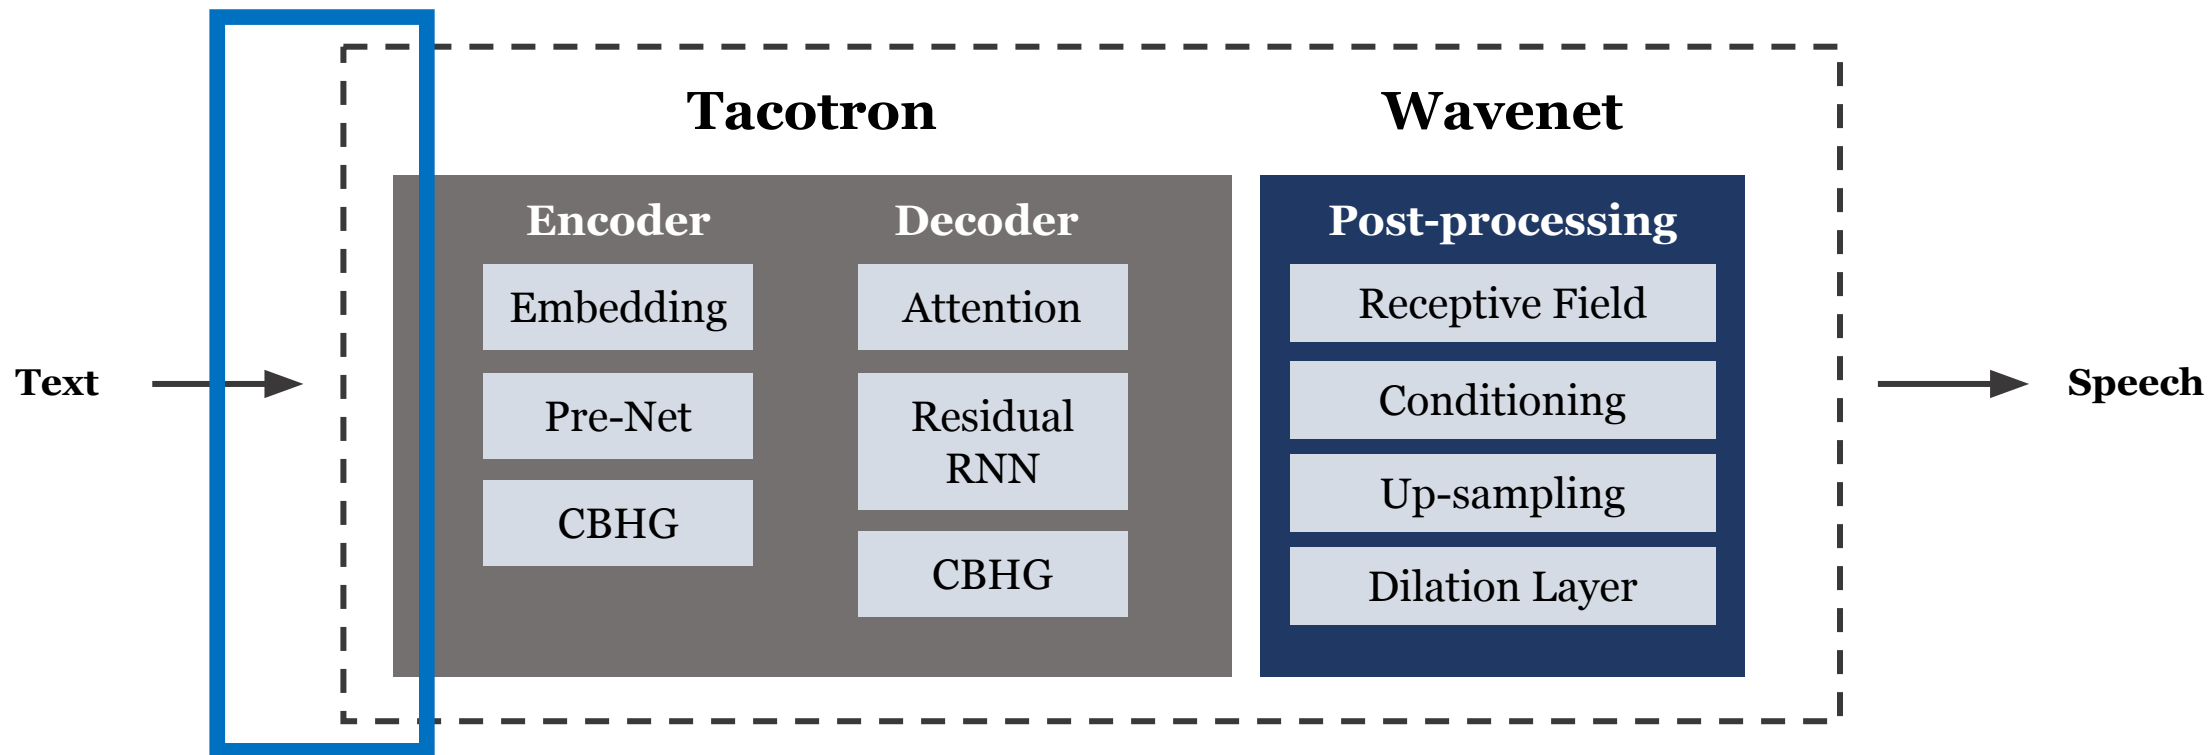 Tacotron
Wavenet
Encoder
Decoder
Post-processing
Embedding
Pre-Net
CBHG
Attention
Residual
RNN
CBHG
Receptive Field
Conditioning
Up-sampling
Dilation Layer
Text
Speech